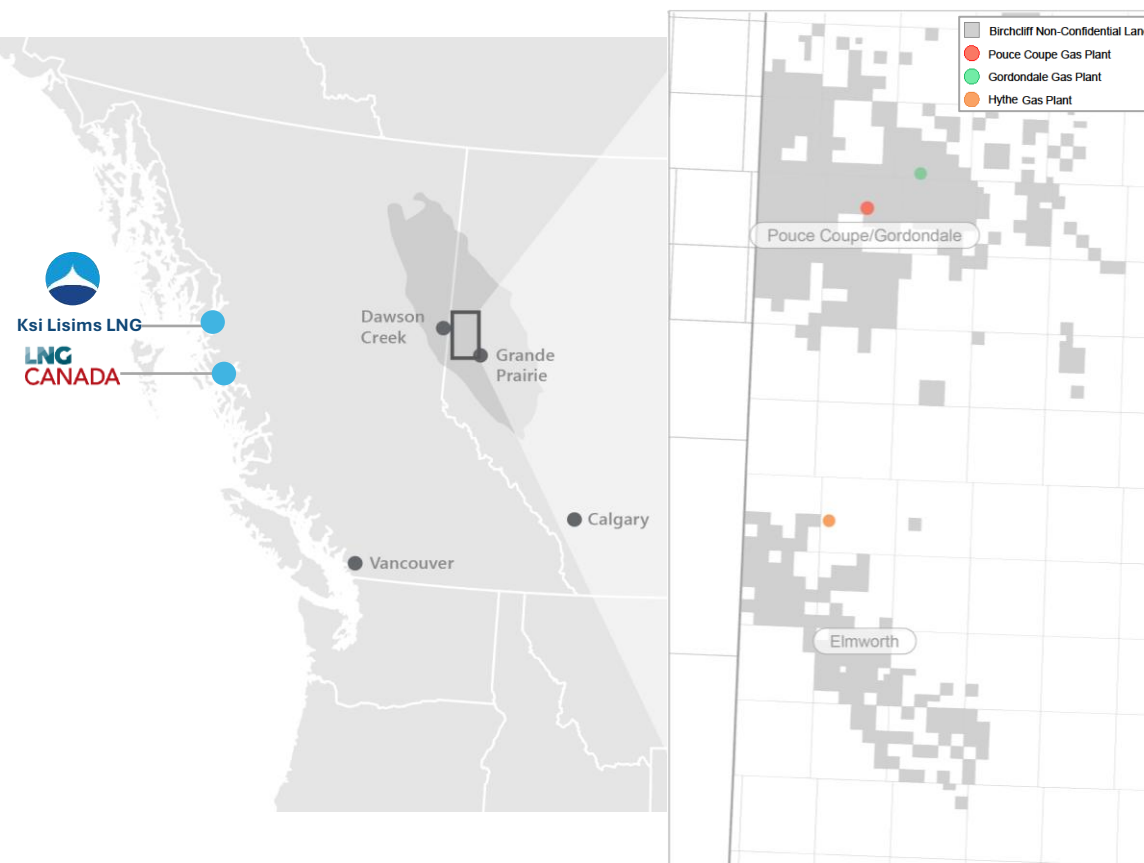 Ksi Lisims LNG
LNG
CANADA
Dawson
Creek
Grande
Prairie
Calgary
Vancouver
Birchcliff Non-Confidential Lan
Pouce Coupe Gas Plant
Gordondale Gas Plant
Hythe Gas Plant
Pouce Coupe/Gordondale
Elmworth